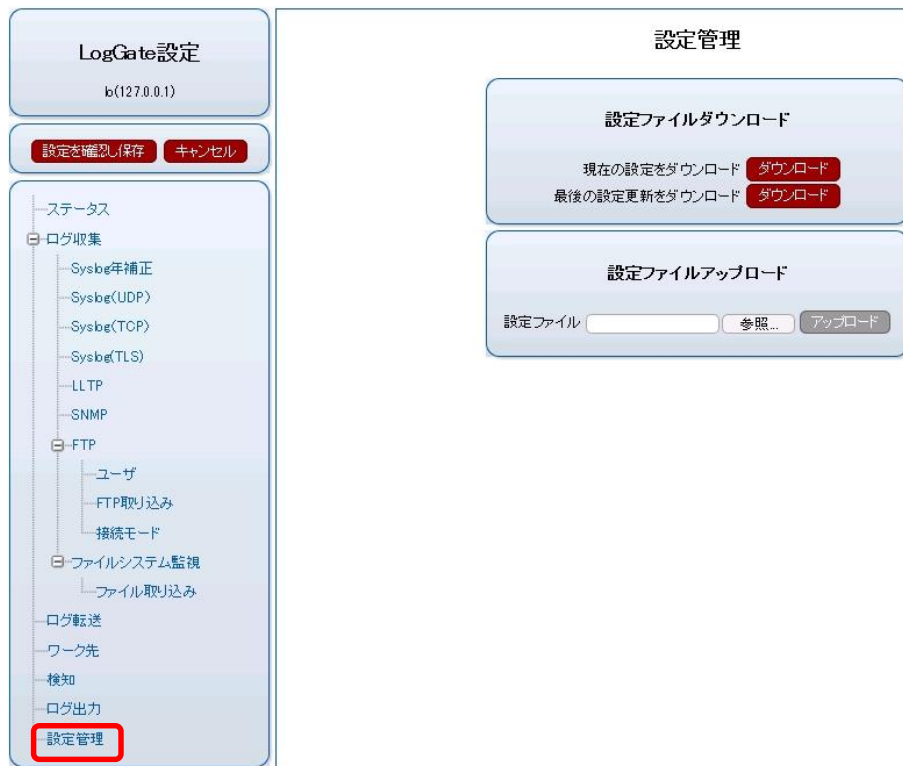 LogGate設定
lo(127.0.0.1)
設定を確認し保存 キャンセル
ステータス
ログ収集
Syslog年補正
Syslog(UDP)
Syslog(TCP)
Syslog(TLS)
LLTP
SNMP
FTP
ユーザ
FTP取り込み
接続モード
ファイルシステム監視
ファイル取り込み
ログ転送
ワーク先
検知
ログ出力
設定管理
設定管理
設定ファイルダウンロード
現在の設定をダウンロード ダウンロード
最後の設定更新をダウンロード ダウンロード
設定ファイルアップロード
設定ファイル 参照... アップロード